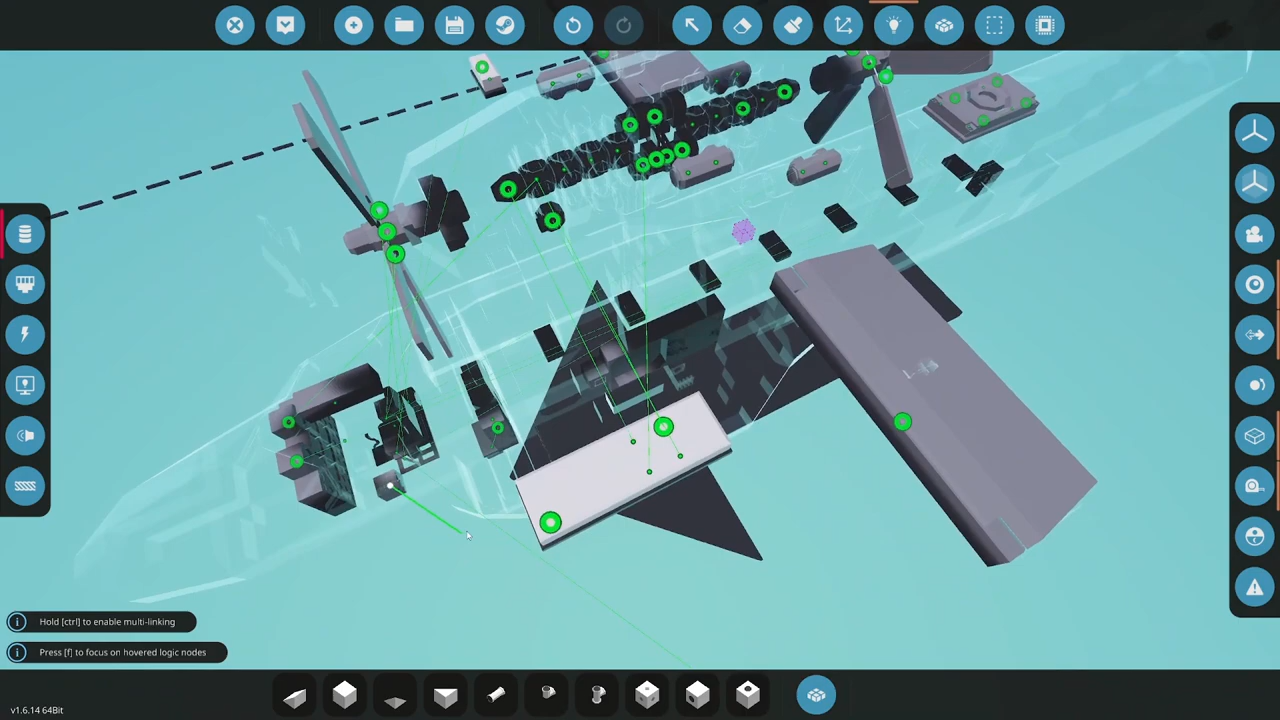 Hold [ctrl] to enable multi-linking
Press [f] to focus on hovered logic nodes
v1.6.14 64Bit